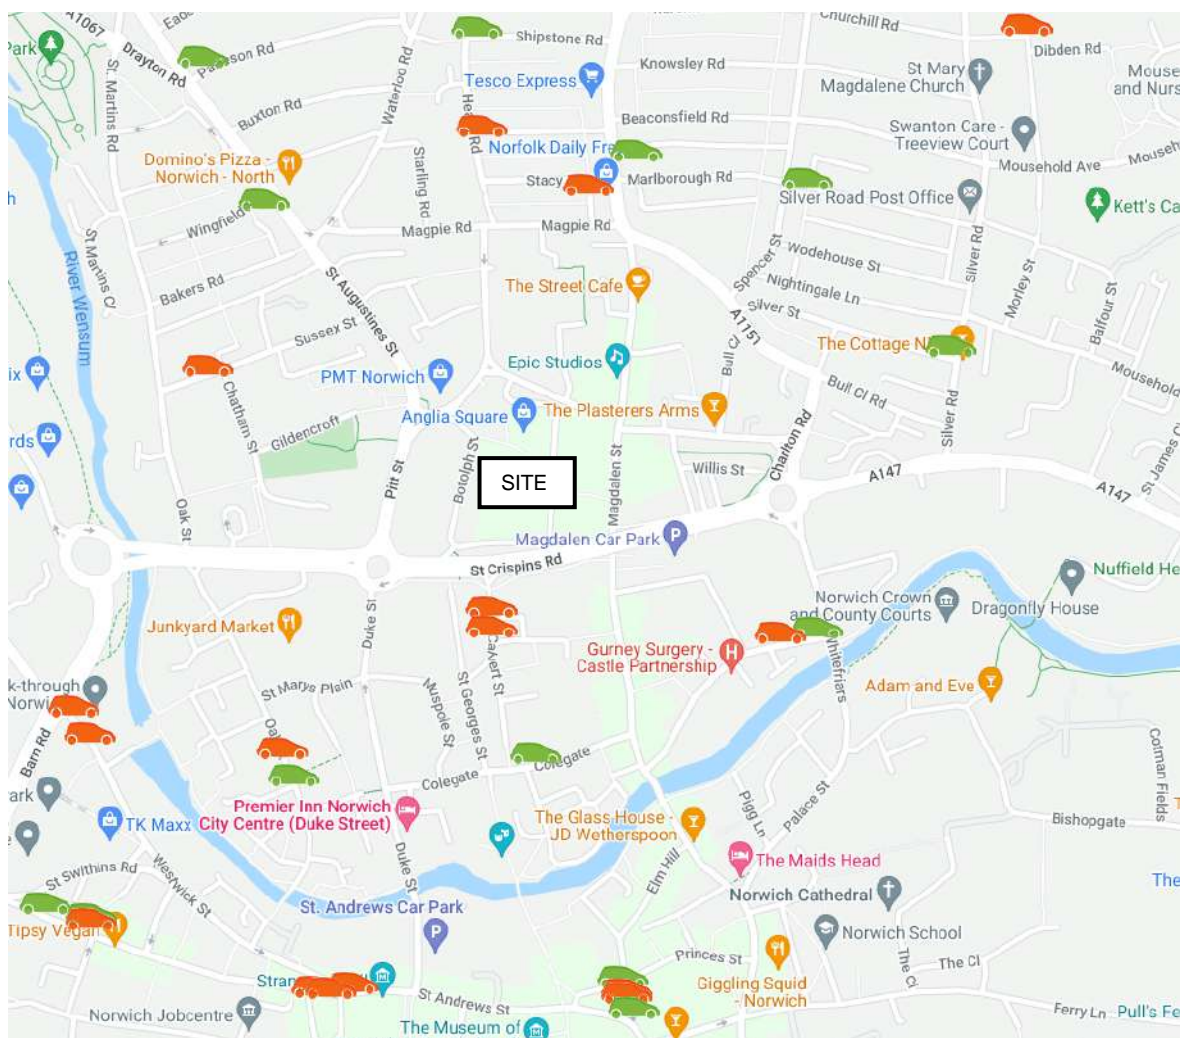 A1067
Drayton Rd
Park
St. Martins Rd
Waterloo Rd
Shipstone Rd
Churchill Rd
Dibden Rd
Knowsley Rd
Tesco Express
St Mary
Magdalene Church
Buxton Rd
Beaconsfield Rd
Swanton Care -
Treeview Court
Domino's Pizza -
Norwich - North
Starling Rd
Norfolk Daily Fre
Mousehold Ave
Stacy
Marlborough Rd
Silver Road Post Office
Kett's Ca
Wingfield
Magpie Rd
Magpie Rd
St Martins Cl
River Wensum
Bakers Rd
Spencer St
Wodehouse St
Silver Rd
Morley St
Balfour St
The Street Cafe
Nightingale Ln
Silver St
St Augustines St
Sussex St
A1151
The Cottage
Epic Studios
Bull Cl
PMT Norwich
Bull Cl Rd
Mousehold
Chatham St
Anglia Square
The Plasterers Arms
Gildencroft
rds
Silver Rd
Charlton Rd
Botolph St
Pitt St
SITE
Willis St
A147
A147
St James Cl
Magdalen St
Oak St
Magdalen Car Park
St Crispins Rd
Nuffield He
Norwich Crown
and County Courts
Dragonfly House
Junkyard Market
Duke St
Calvert St
Gurney Surgery -
Castle Partnership
Whitefriars
Adam and Eve
k-through
Norwi
St Marys Plain
Muspole St
St Georges St
Barn Rd
Colegate
Colegate
Colman Fields
ark
Premier Inn Norwich
City Centre (Duke Street)
TK Maxx
The Glass House -
JD Wetherspoon
Pigg Ln
Palace St
Bishopgate
St Swithins Rd
Westwick St
Duke St
Elm Hill
The Maids Head
The
St. Andrews Car Park
Norwich Cathedral
Tipsy Vegan
Norwich School
Princes St
The Cl
The Cl
Stran
Giggling Squid
- Norwich
St Andrews St
Norwich Jobcentre
The Museum of
Ferry Ln
Pull's Fe